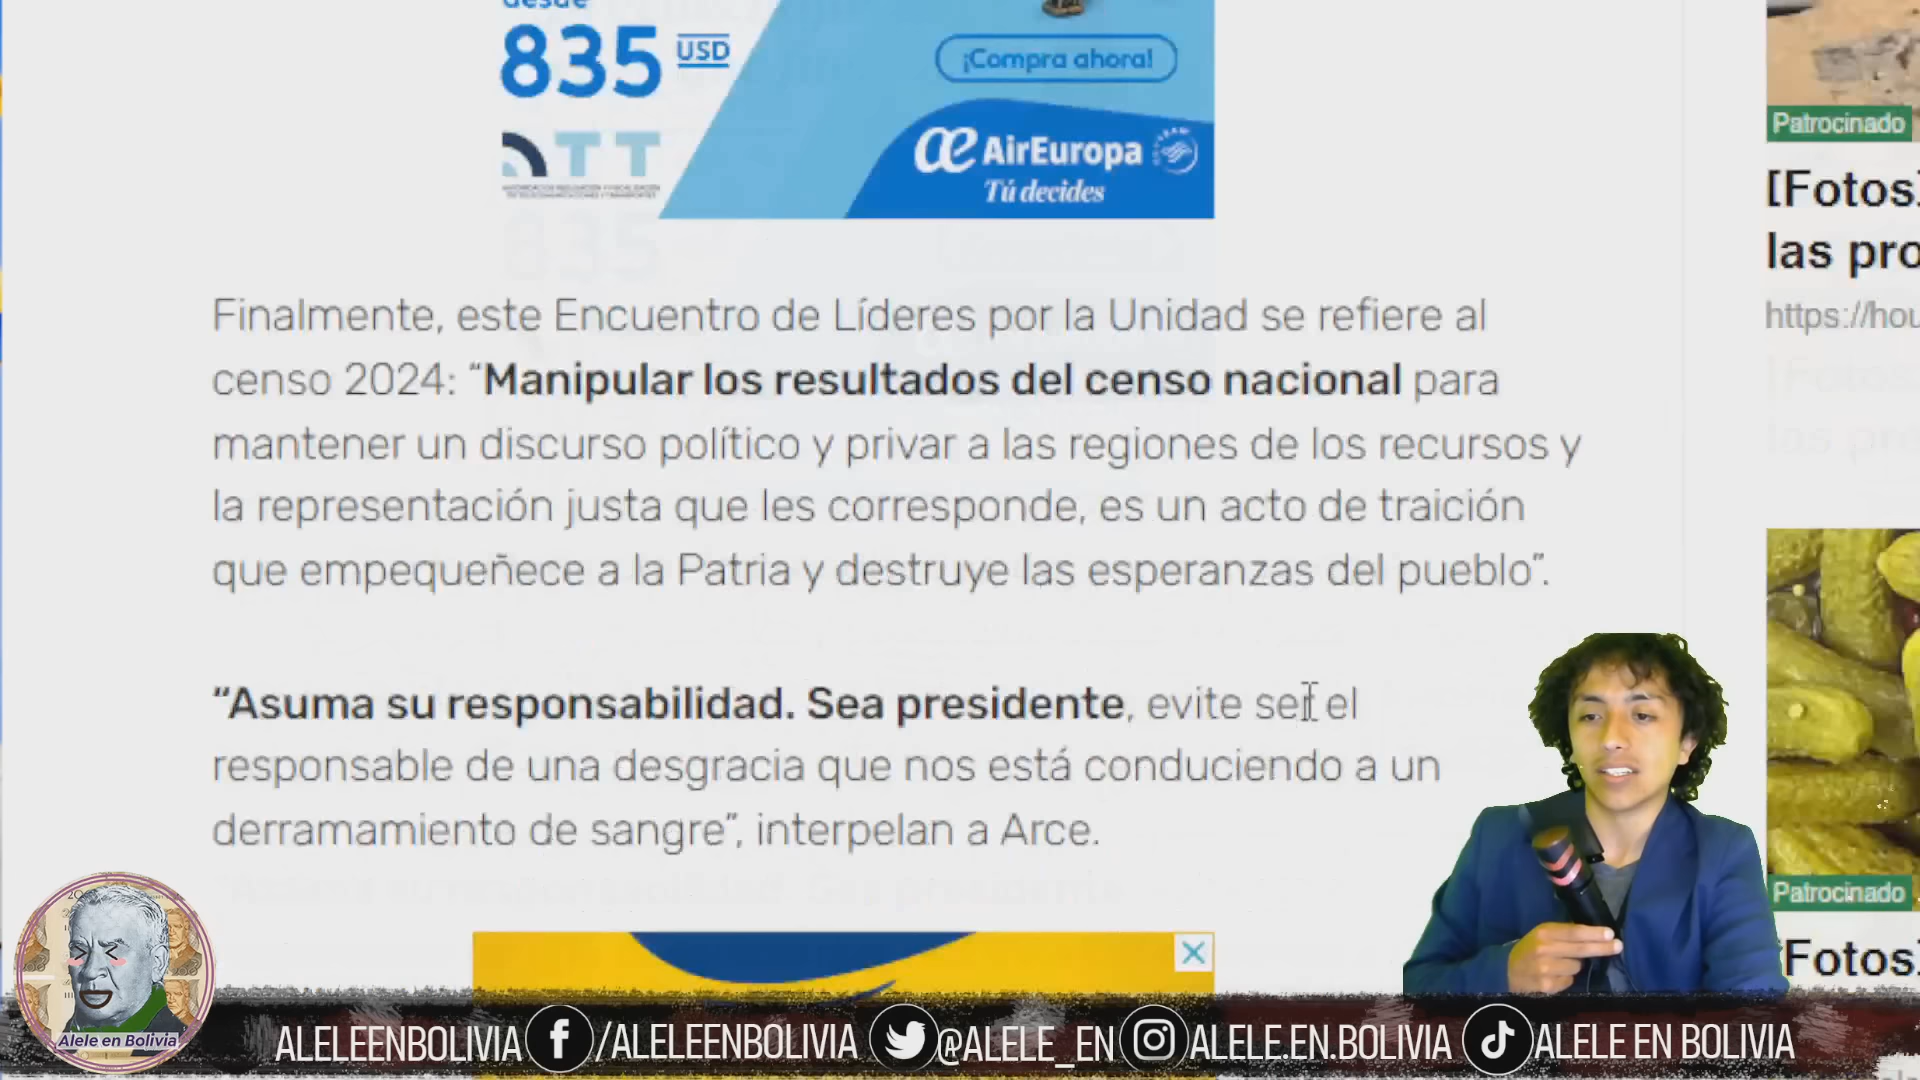 desde
835 USD
¡Compra ahora!
TT
AirEuropa
Tú decides
Patrocinado
[Fotos]
las pro
https://hou
Finalmente, este Encuentro de Líderes por la Unidad se refiere al
censo 2024: “Manipular los resultados del censo nacional para
mantener un discurso político y privar a las regiones de los recursos y
la representación justa que les corresponde, es un acto de traición
que empequeñece a la Patria y destruye las esperanzas del pueblo”.
“Asuma su responsabilidad. Sea presidente, evite ser el
responsable de una desgracia que nos está conduciendo a un
derramamiento de sangre”, interpelan a Arce.
Patrocinado
[Fotos]
Alele en Bolivia
ALELEENBOLIVIA /ALELEENBOLIVIA @ALELE_EN ALELE.EN.BOLIVIA ALELE EN BOLIVIA